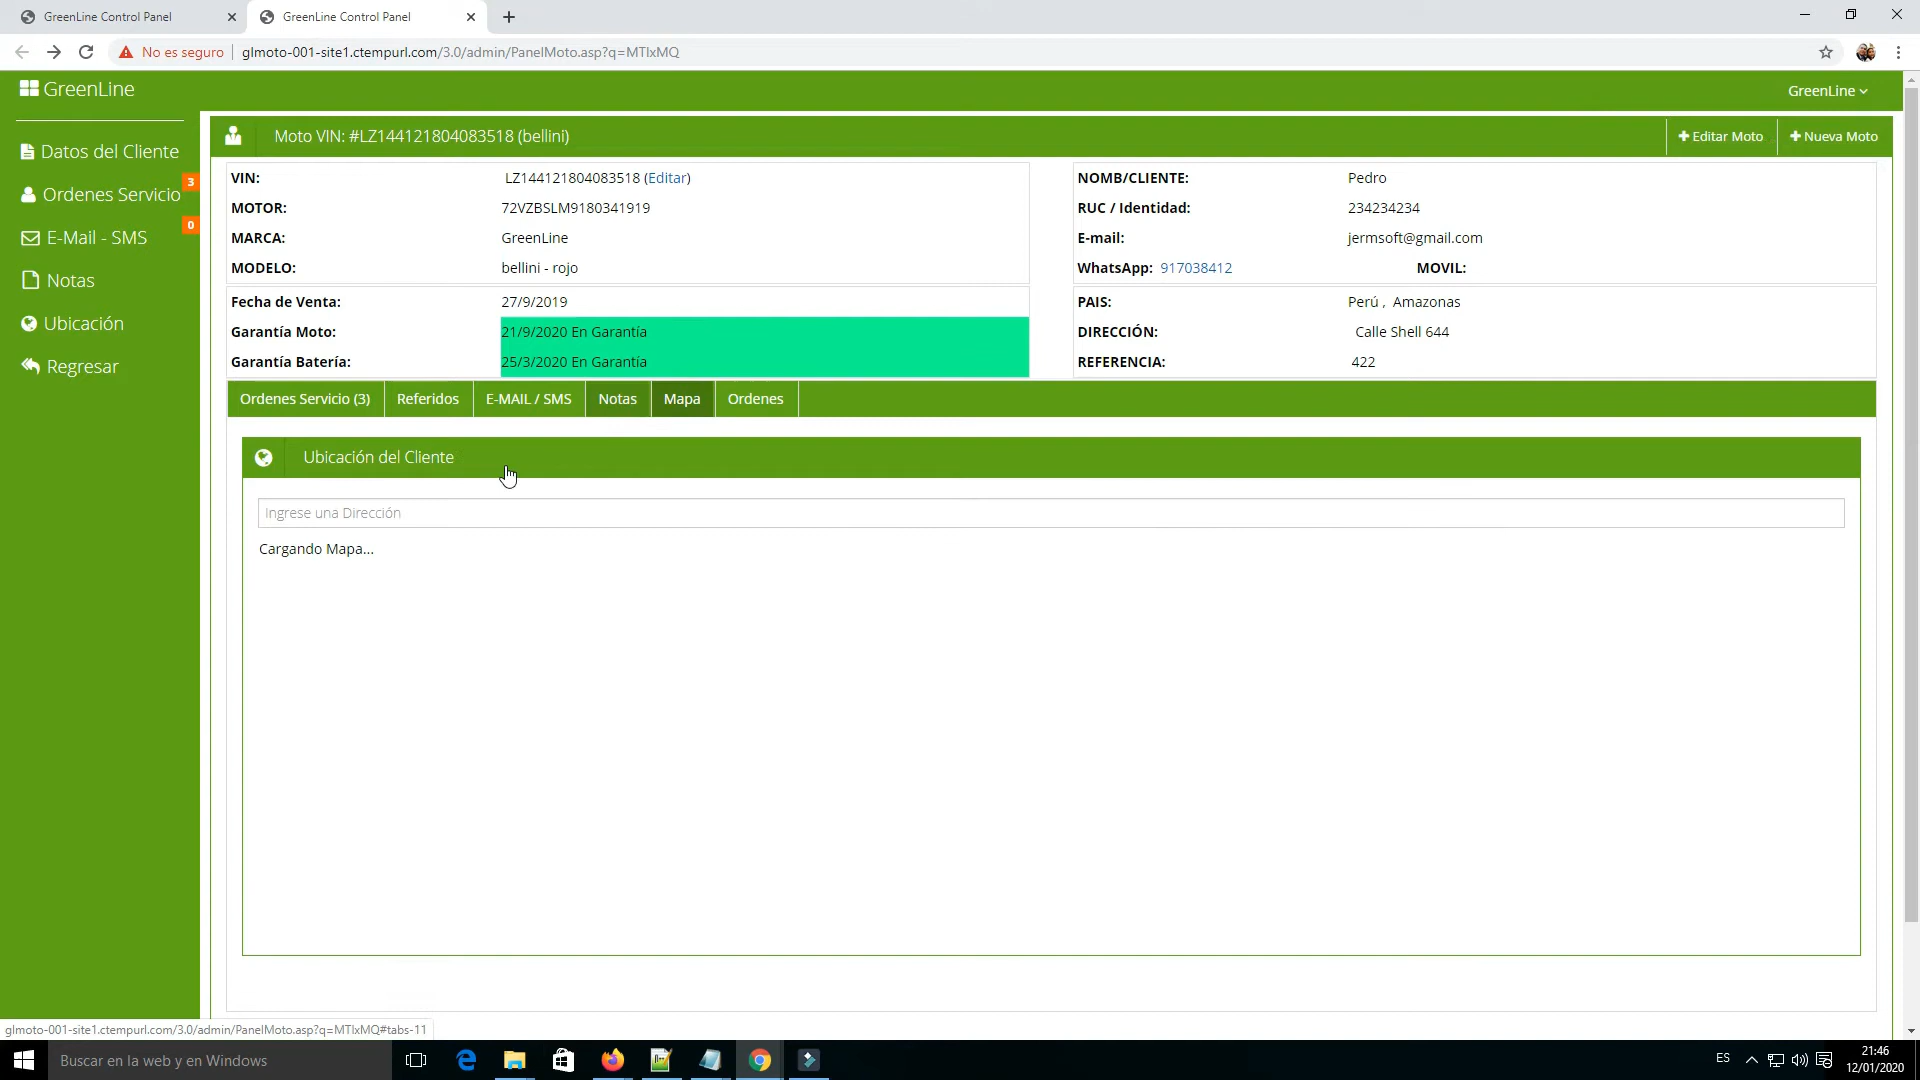 GreenLine Control Panel
GreenLine Control Panel
No es seguro
glmoto-001-site1.ctempurl.com/3.0/admin/PanelMoto.asp?q=MTIxMQ
GreenLine
GreenLine
Datos del Cliente
Ordenes Servicio
3
E-Mail - SMS
0
Notas
Ubicación
Regresar
Moto VIN: #LZ144121804083518 (bellini)
Editar Moto
Nueva Moto
VIN: LZ144121804083518 (Editar)
MOTOR: 72VZBSLM9180341919
MARCA: GreenLine
MODELO: bellini - rojo
NOMB/CLIENTE: Pedro
RUC / Identidad: 234234234
E-mail: jermsoft@gmail.com
WhatsApp: 917038412 MOVIL:
Fecha de Venta: 27/9/2019
Garantía Moto: 21/9/2020 En Garantía
Garantía Batería: 25/3/2020 En Garantía
PAIS: Perú , Amazonas
DIRECCIÓN: Calle Shell 644
REFERENCIA: 422
Ordenes Servicio (3) Referidos E-MAIL / SMS Notas Mapa Ordenes
Ubicación del Cliente
Ingrese una Dirección
Cargando Mapa...
glmoto-001-site1.ctempurl.com/3.0/admin/PanelMoto.asp?q=MTIxMQ#tabs-11
Buscar en la web y en Windows
ES
21:46
12/01/2020